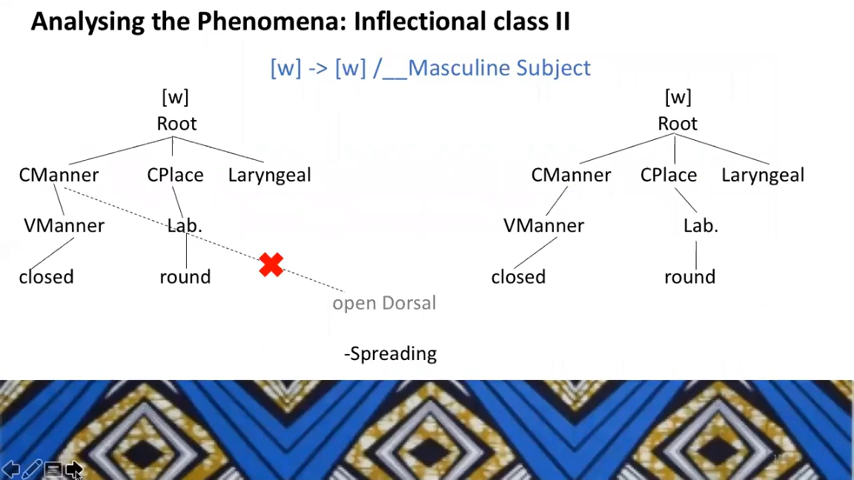 Analysing the Phenomena: Inflectional class II
[w] -> [w] /__Masculine Subject
[w] [w]
Root Root
CManner CPlace Laryngeal CManner CPlace Laryngeal
VManner Lab. VManner Lab.
closed round closed round
open Dorsal
-Spreading